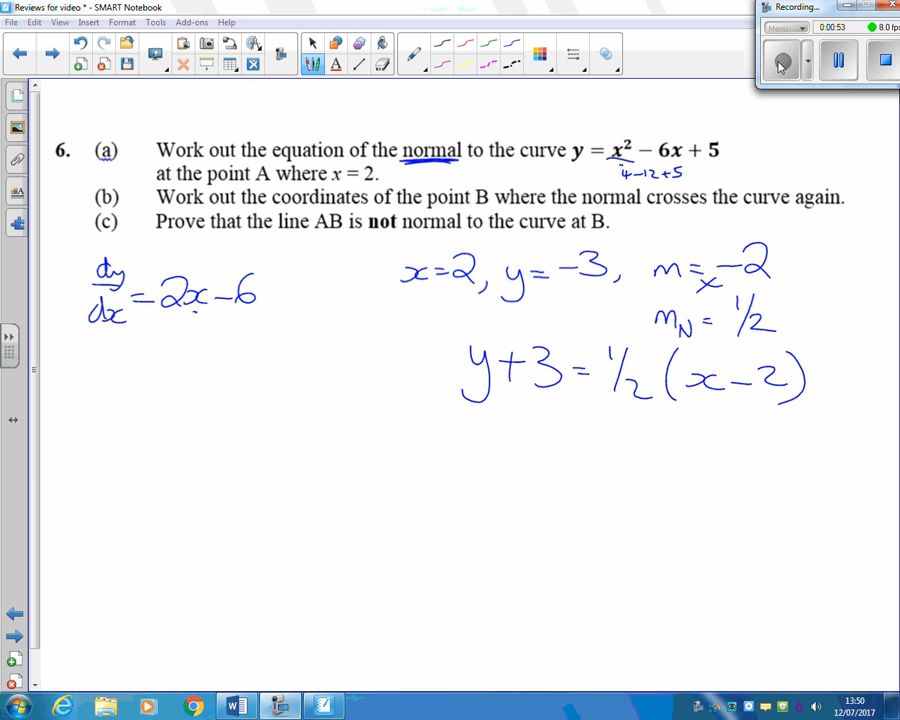 Reviews for video * - SMART Notebook
Recording...
File Edit View Insert Format Tools Add-ons Help
Menu
0:00:53
8.0 fps
A
6. (a) Work out the equation of the normal to the curve y = x² − 6x + 5
4-12+5
at the point A where x = 2.
(b) Work out the coordinates of the point B where the normal crosses the curve again.
(c) Prove that the line AB is not normal to the curve at B.
dy/dx = 2x - 6
x = 2, y = -3, m = -2
m_N = 1/2
y + 3 = 1/2 (x - 2)
13:50
12/07/2017